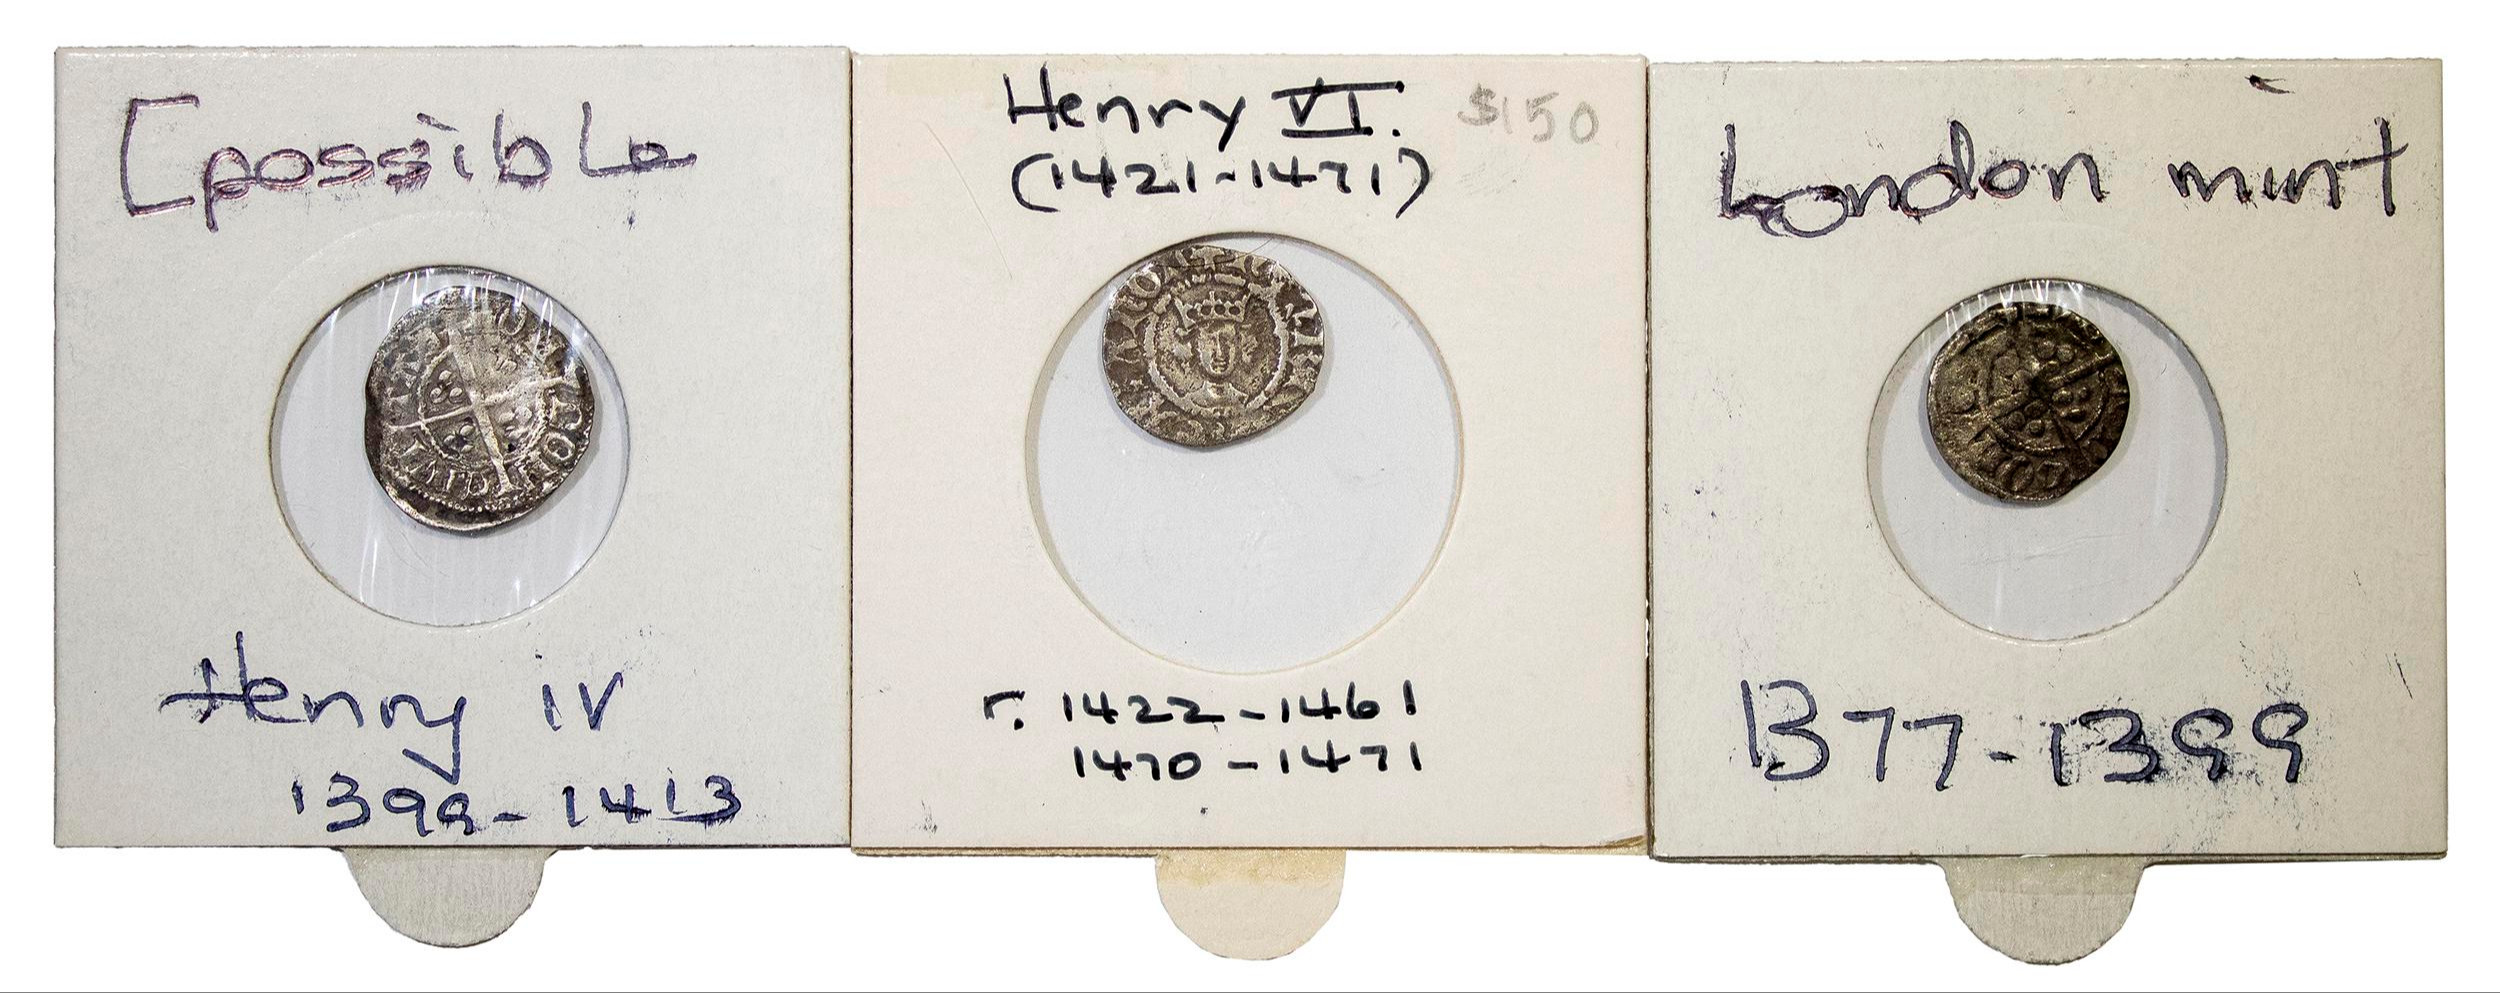 [possible
Henry iv
1399-1413
Henry VI.
$150
(1421-1471)
r. 1422-1461
1470-1471
London mint
1377-1399